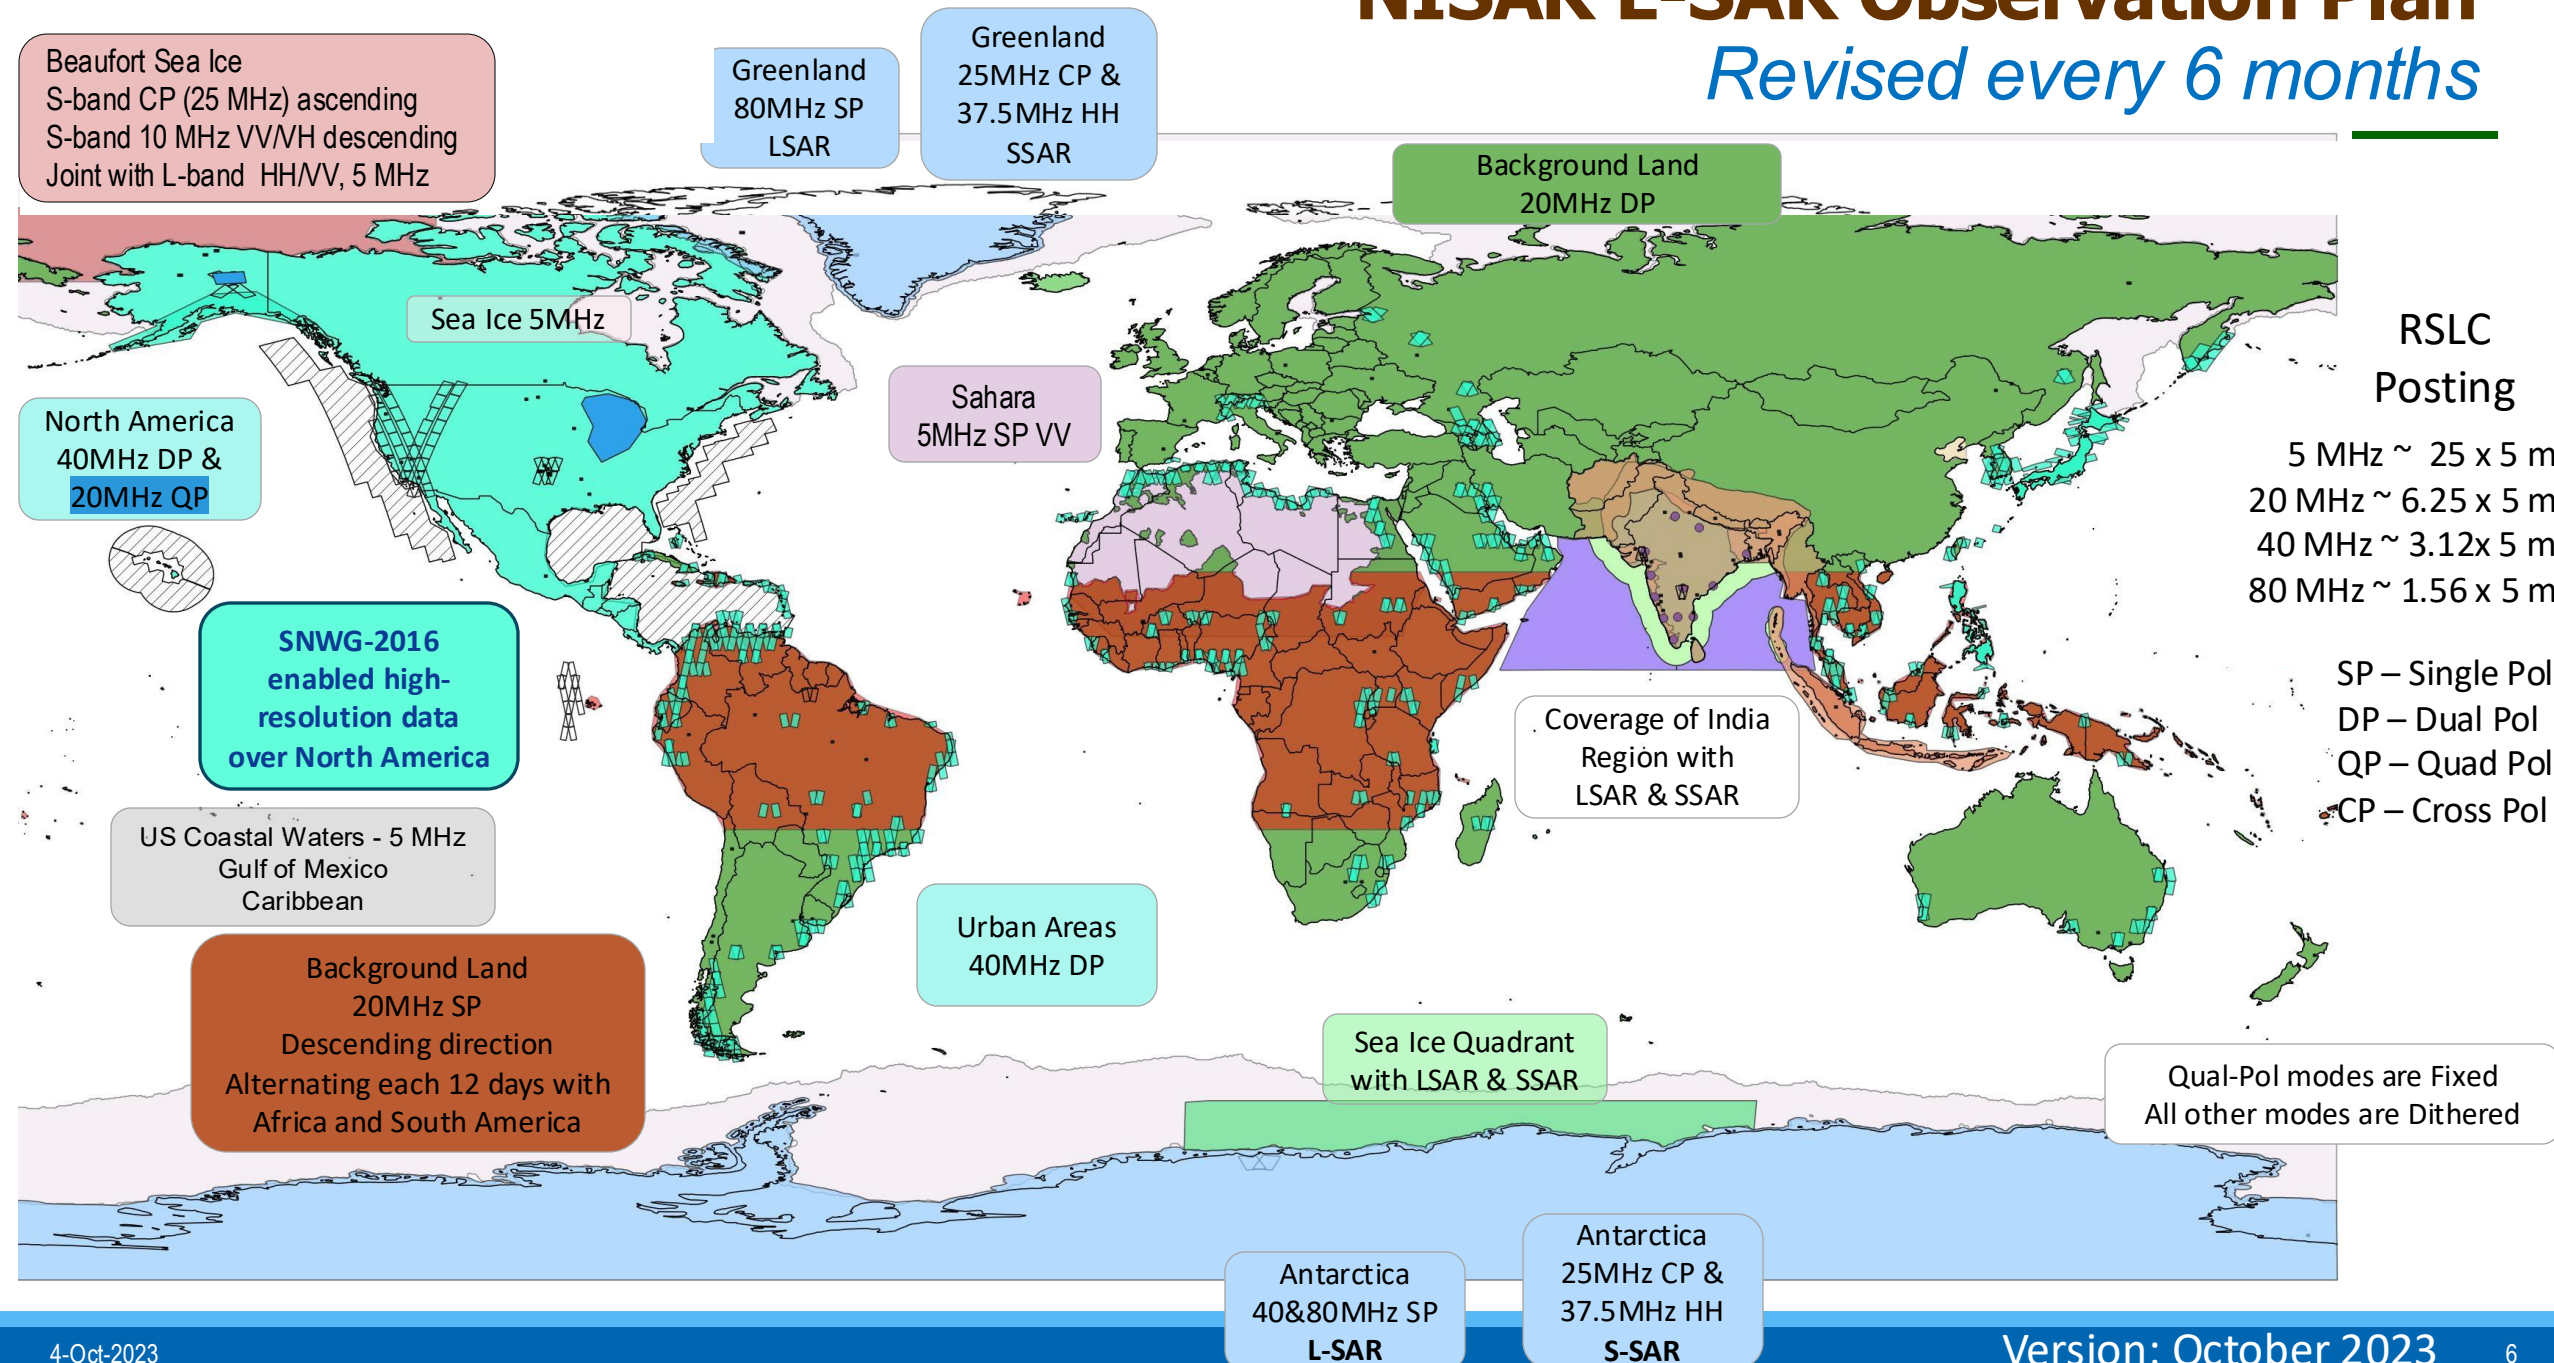 NISAR L-SAR Observation Plan
Revised every 6 months
Beaufort Sea Ice
S-band CP (25 MHz) ascending
S-band 10 MHz VV/VH descending
Joint with L-band HH/VV, 5 MHz
Greenland
80MHz SP
LSAR
Greenland
25MHz CP &
37.5MHz HH
SSAR
Background Land
20MHz DP
Sea Ice 5MHz
North America
40MHz DP &
20MHz QP
Sahara
5MHz SP VV
RSLC
Posting
5 MHz ~ 25 x 5 m
20 MHz ~ 6.25 x 5 m
40 MHz ~ 3.12x 5 m
80 MHz ~ 1.56 x 5 m
SP – Single Pol
DP – Dual Pol
QP – Quad Pol
CP – Cross Pol
SNWG-2016
enabled high-
resolution data
over North America
Coverage of India
Region with
LSAR & SSAR
US Coastal Waters - 5 MHz
Gulf of Mexico
Caribbean
Background Land
20MHz SP
Descending direction
Alternating each 12 days with
Africa and South America
Urban Areas
40MHz DP
Sea Ice Quadrant
with LSAR & SSAR
Qual-Pol modes are Fixed
All other modes are Dithered
Antarctica
40&80MHz SP
L-SAR
Antarctica
25MHz CP &
37.5MHz HH
S-SAR
4-Oct-2023
Version: October 2023
6